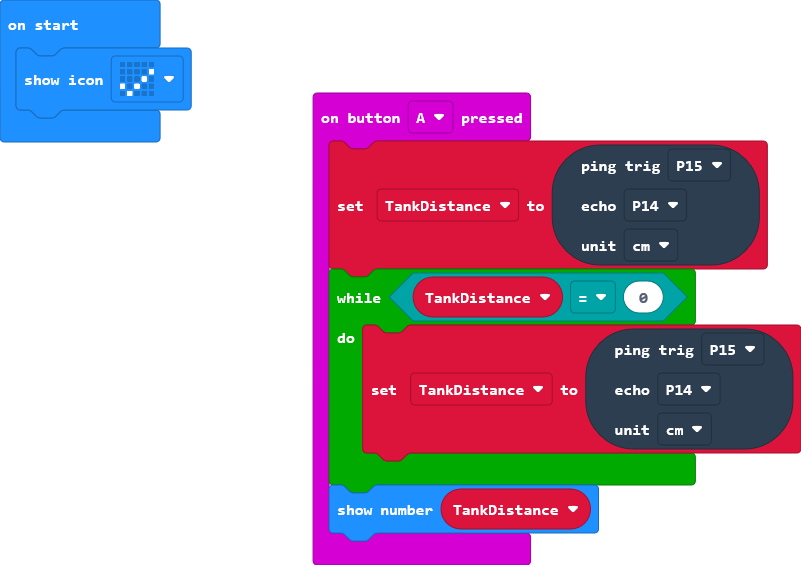 on start
show icon
on button A pressed
ping trig P15
set TankDistance to echo P14
unit cm
while TankDistance = 0
do
ping trig P15
set TankDistance to echo P14
unit cm
show number TankDistance